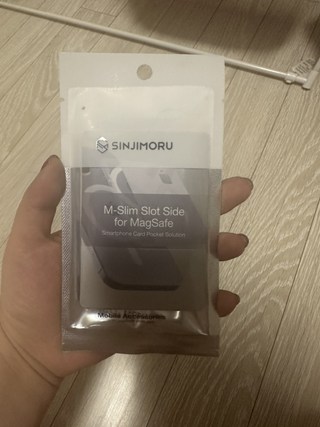 SINJIMORU
M-Slim Slot Side
for MagSafe
Smartphone Card Pocket Solution
Mobile Accessories